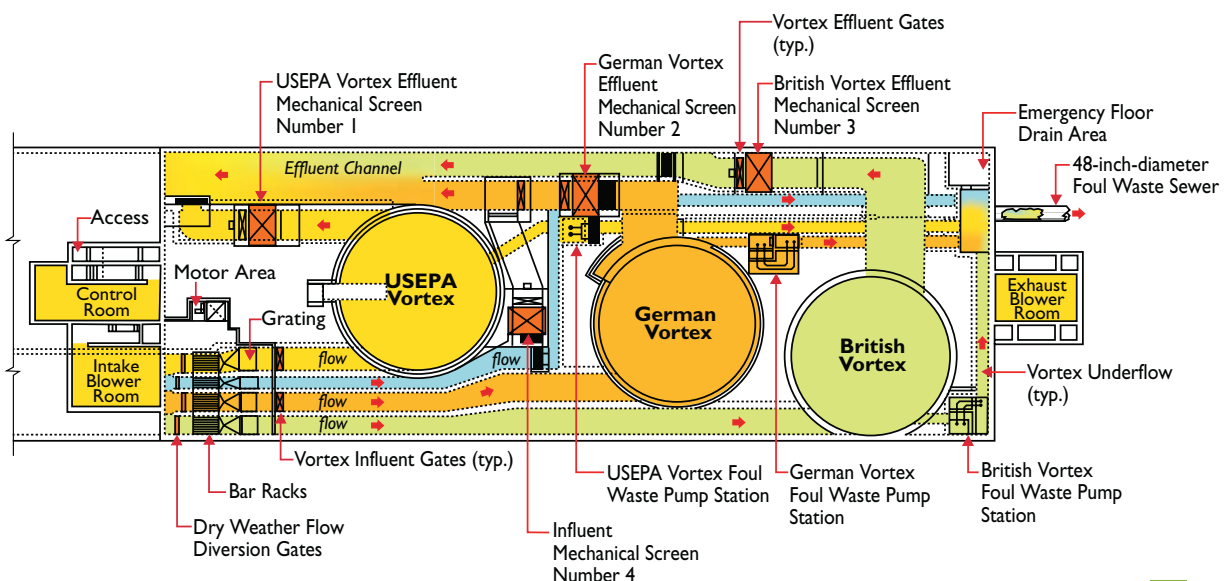 Vortex Effluent Gates
(typ.)
USEPA Vortex Effluent
Mechanical Screen
Number 1
German Vortex
Effluent
Mechanical Screen
Number 2
British Vortex Effluent
Mechanical Screen
Number 3
Emergency Floor
Drain Area
48-inch-diameter
Foul Waste Sewer
Effluent Channel
Access
Control
Room
Motor Area
Grating
USEPA
Vortex
German
Vortex
British
Vortex
Exhaust
Blower
Room
Intake
Blower
Room
flow
flow
flow
flow
Vortex Underflow
(typ.)
Vortex Influent Gates (typ.)
Bar Racks
Dry Weather Flow
Diversion Gates
Influent
Mechanical Screen
Number 4
USEPA Vortex Foul
Waste Pump Station
German Vortex
Foul Waste Pump
Station
British Vortex
Foul Waste Pump
Station